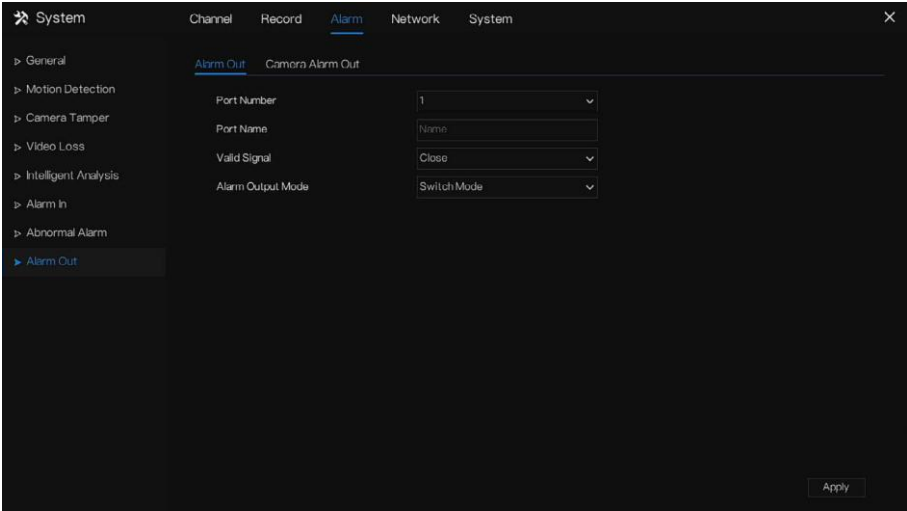 System Channel Record Alarm Network System
General
Motion Detection
Camera Tamper
Video Loss
Intelligent Analysis
Alarm In
Abnormal Alarm
Alarm Out
Alarm Out Camera Alarm Out
Port Number 1
Port Name Name
Valid Signal Close
Alarm Output Mode Switch Mode
Apply